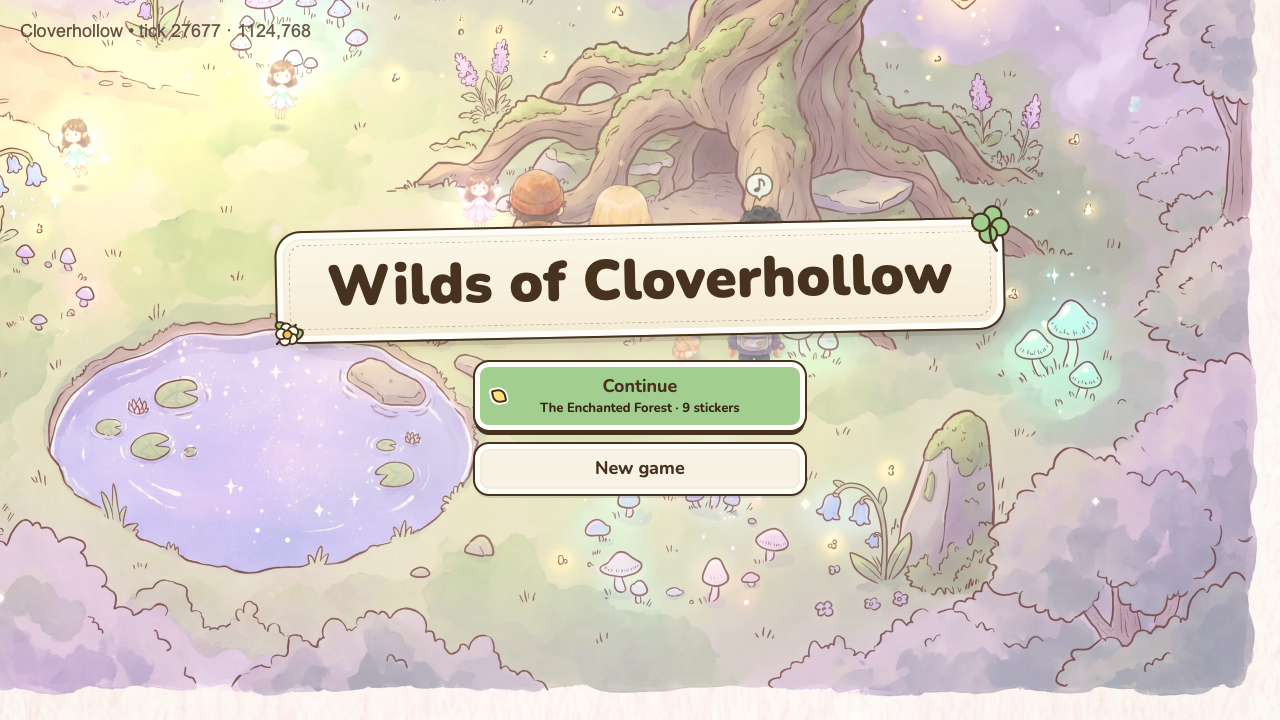 Cloverhollow • tick 27677 · 1124,768
Wilds of Cloverhollow
Continue
The Enchanted Forest · 9 stickers
New game